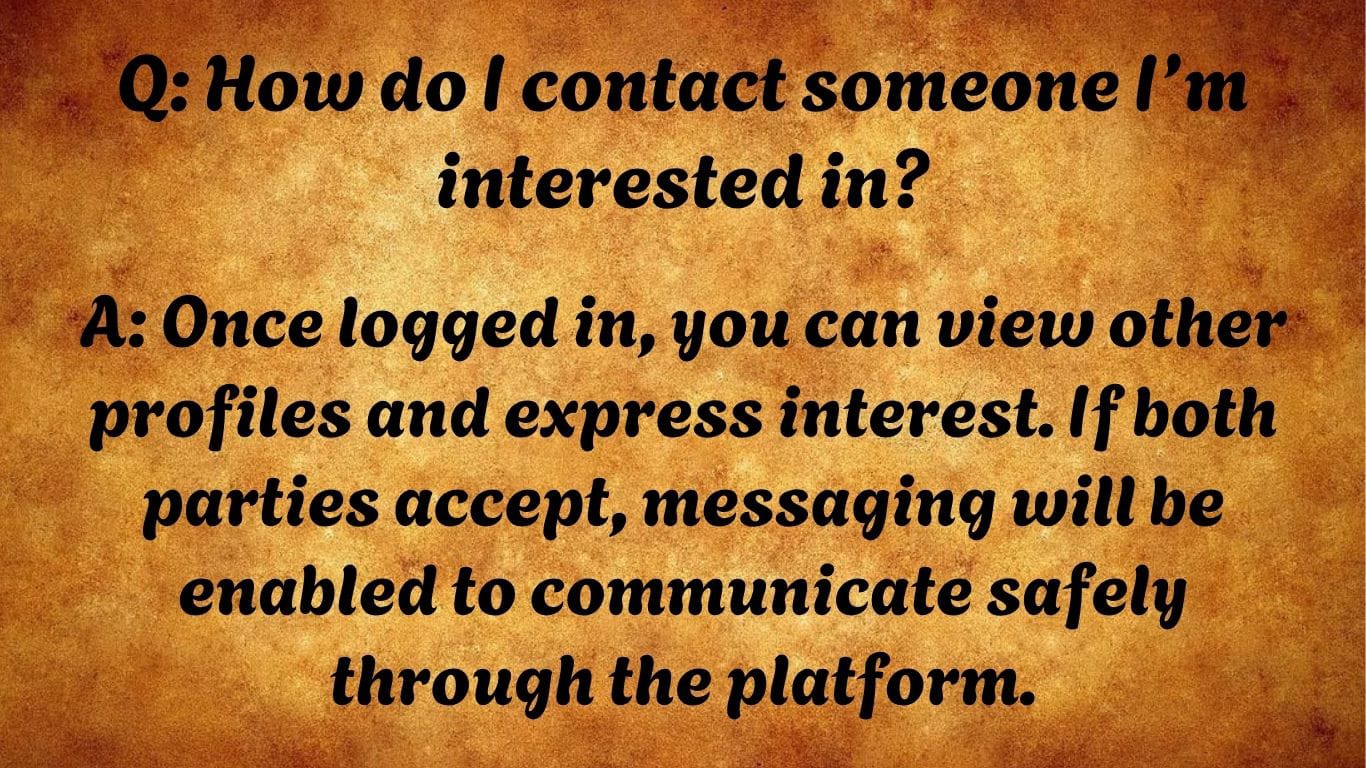 Q: How do I contact someone I’m
interested in?
A: Once logged in, you can view other
profiles and express interest. If both
parties accept, messaging will be
enabled to communicate safely
through the platform.